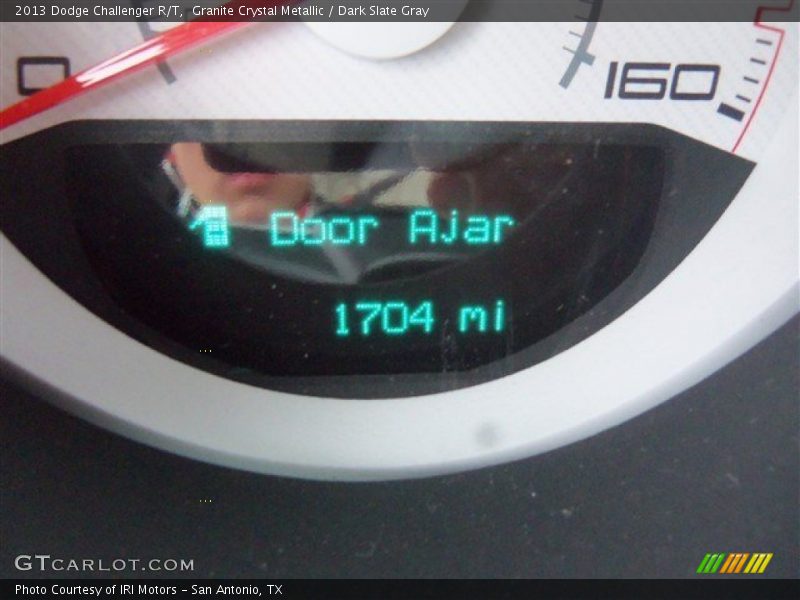 2013 Dodge Challenger R/T,  Granite Crystal Metallic / Dark Slate Gray
0
160
Door Ajar
1704 mi
GTCARLOT.COM
Photo Courtesy of IRI Motors - San Antonio, TX